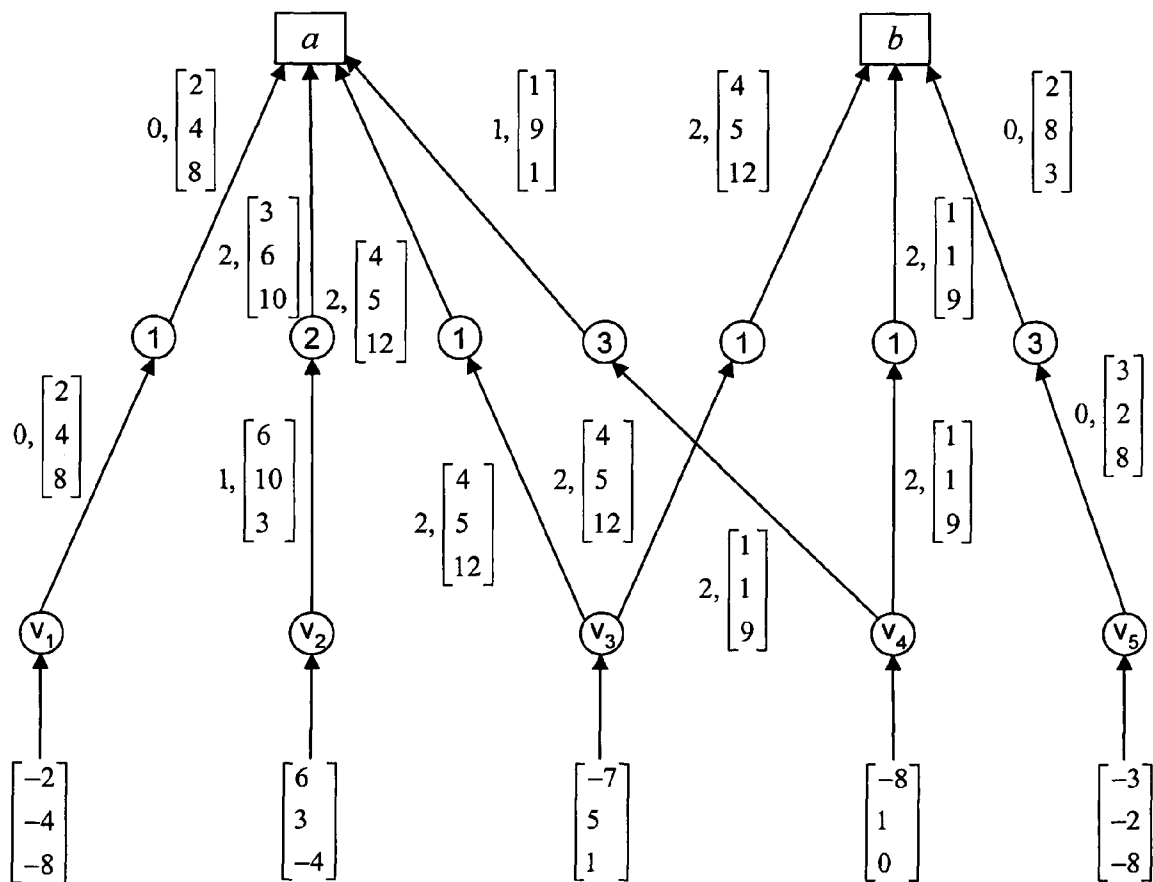 a b
0, [2 4 8] 1, [1 9 1] 2, [4 5 12] 0, [2 8 3]
2, [3 6 10] 2, [4 5 12] 2, [1 1 9]
1 2 1 3 1 1 3
0, [2 4 8] 1, [6 10 3] 2, [4 5 12] 2, [4 5 12] 2, [1 1 9] 2, [1 1 9] 0, [3 2 8]
v1 v2 v3 v4 v5
[-2 -4 -8] [6 3 -4] [-7 5 1] [-8 1 0] [-3 -2 -8]